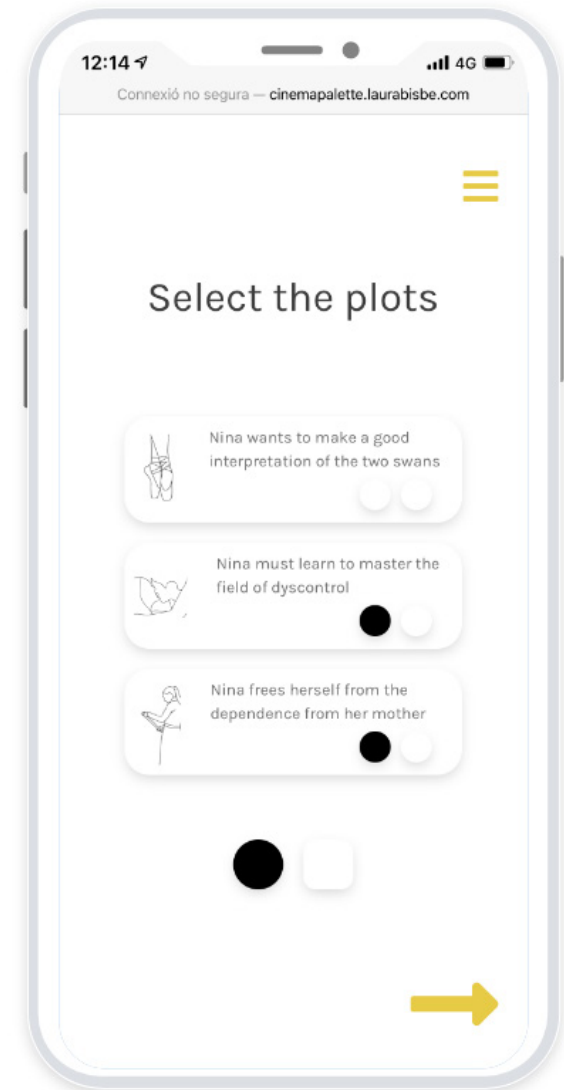 12:14
4G
Connexió no segura — cinemapalette.laurabisbe.com
Select the plots
Nina wants to make a good
interpretation of the two swans
Nina must learn to master the
field of dyscontrol
Nina frees herself from the
dependence from her mother